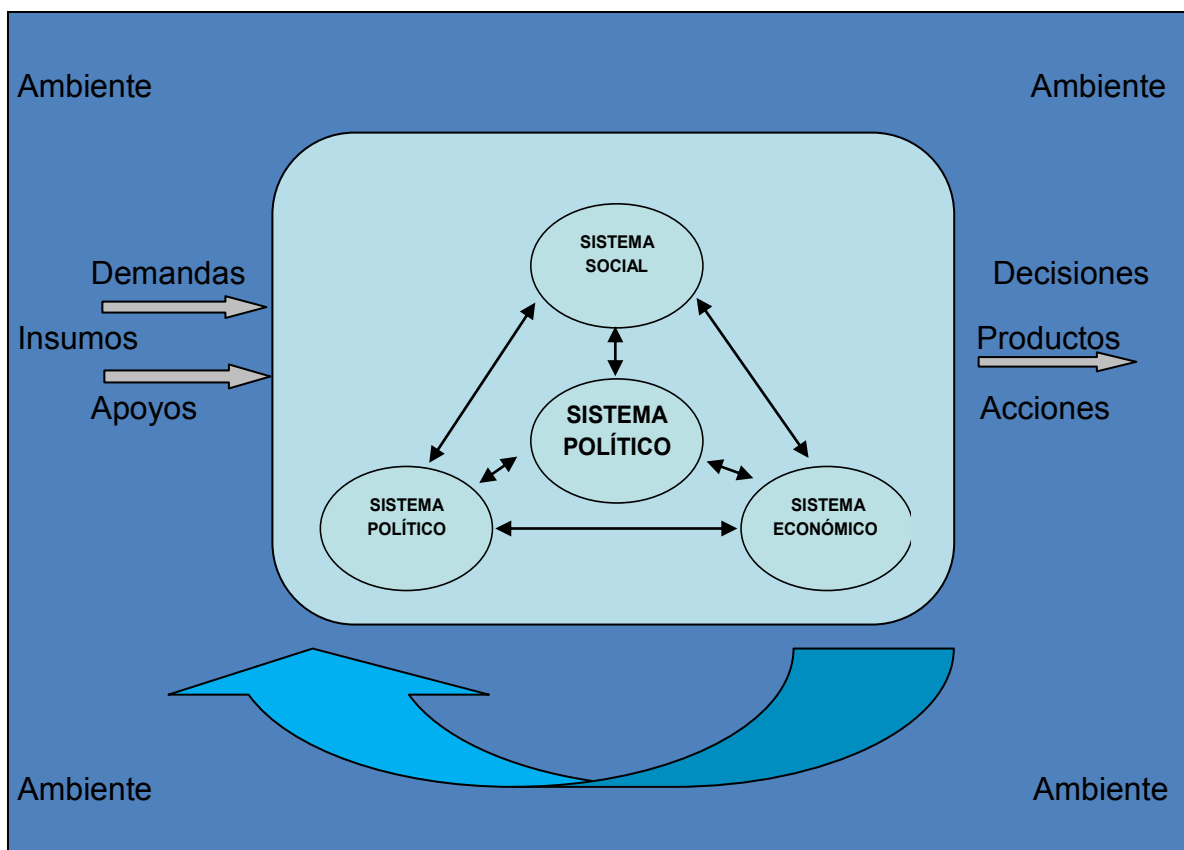 Ambiente
Ambiente
SISTEMA
SOCIAL
Demandas
Insumos
Apoyos
Decisiones
Productos
Acciones
SISTEMA
POLÍTICO
SISTEMA
POLÍTICO
SISTEMA
ECONÓMICO
Ambiente
Ambiente